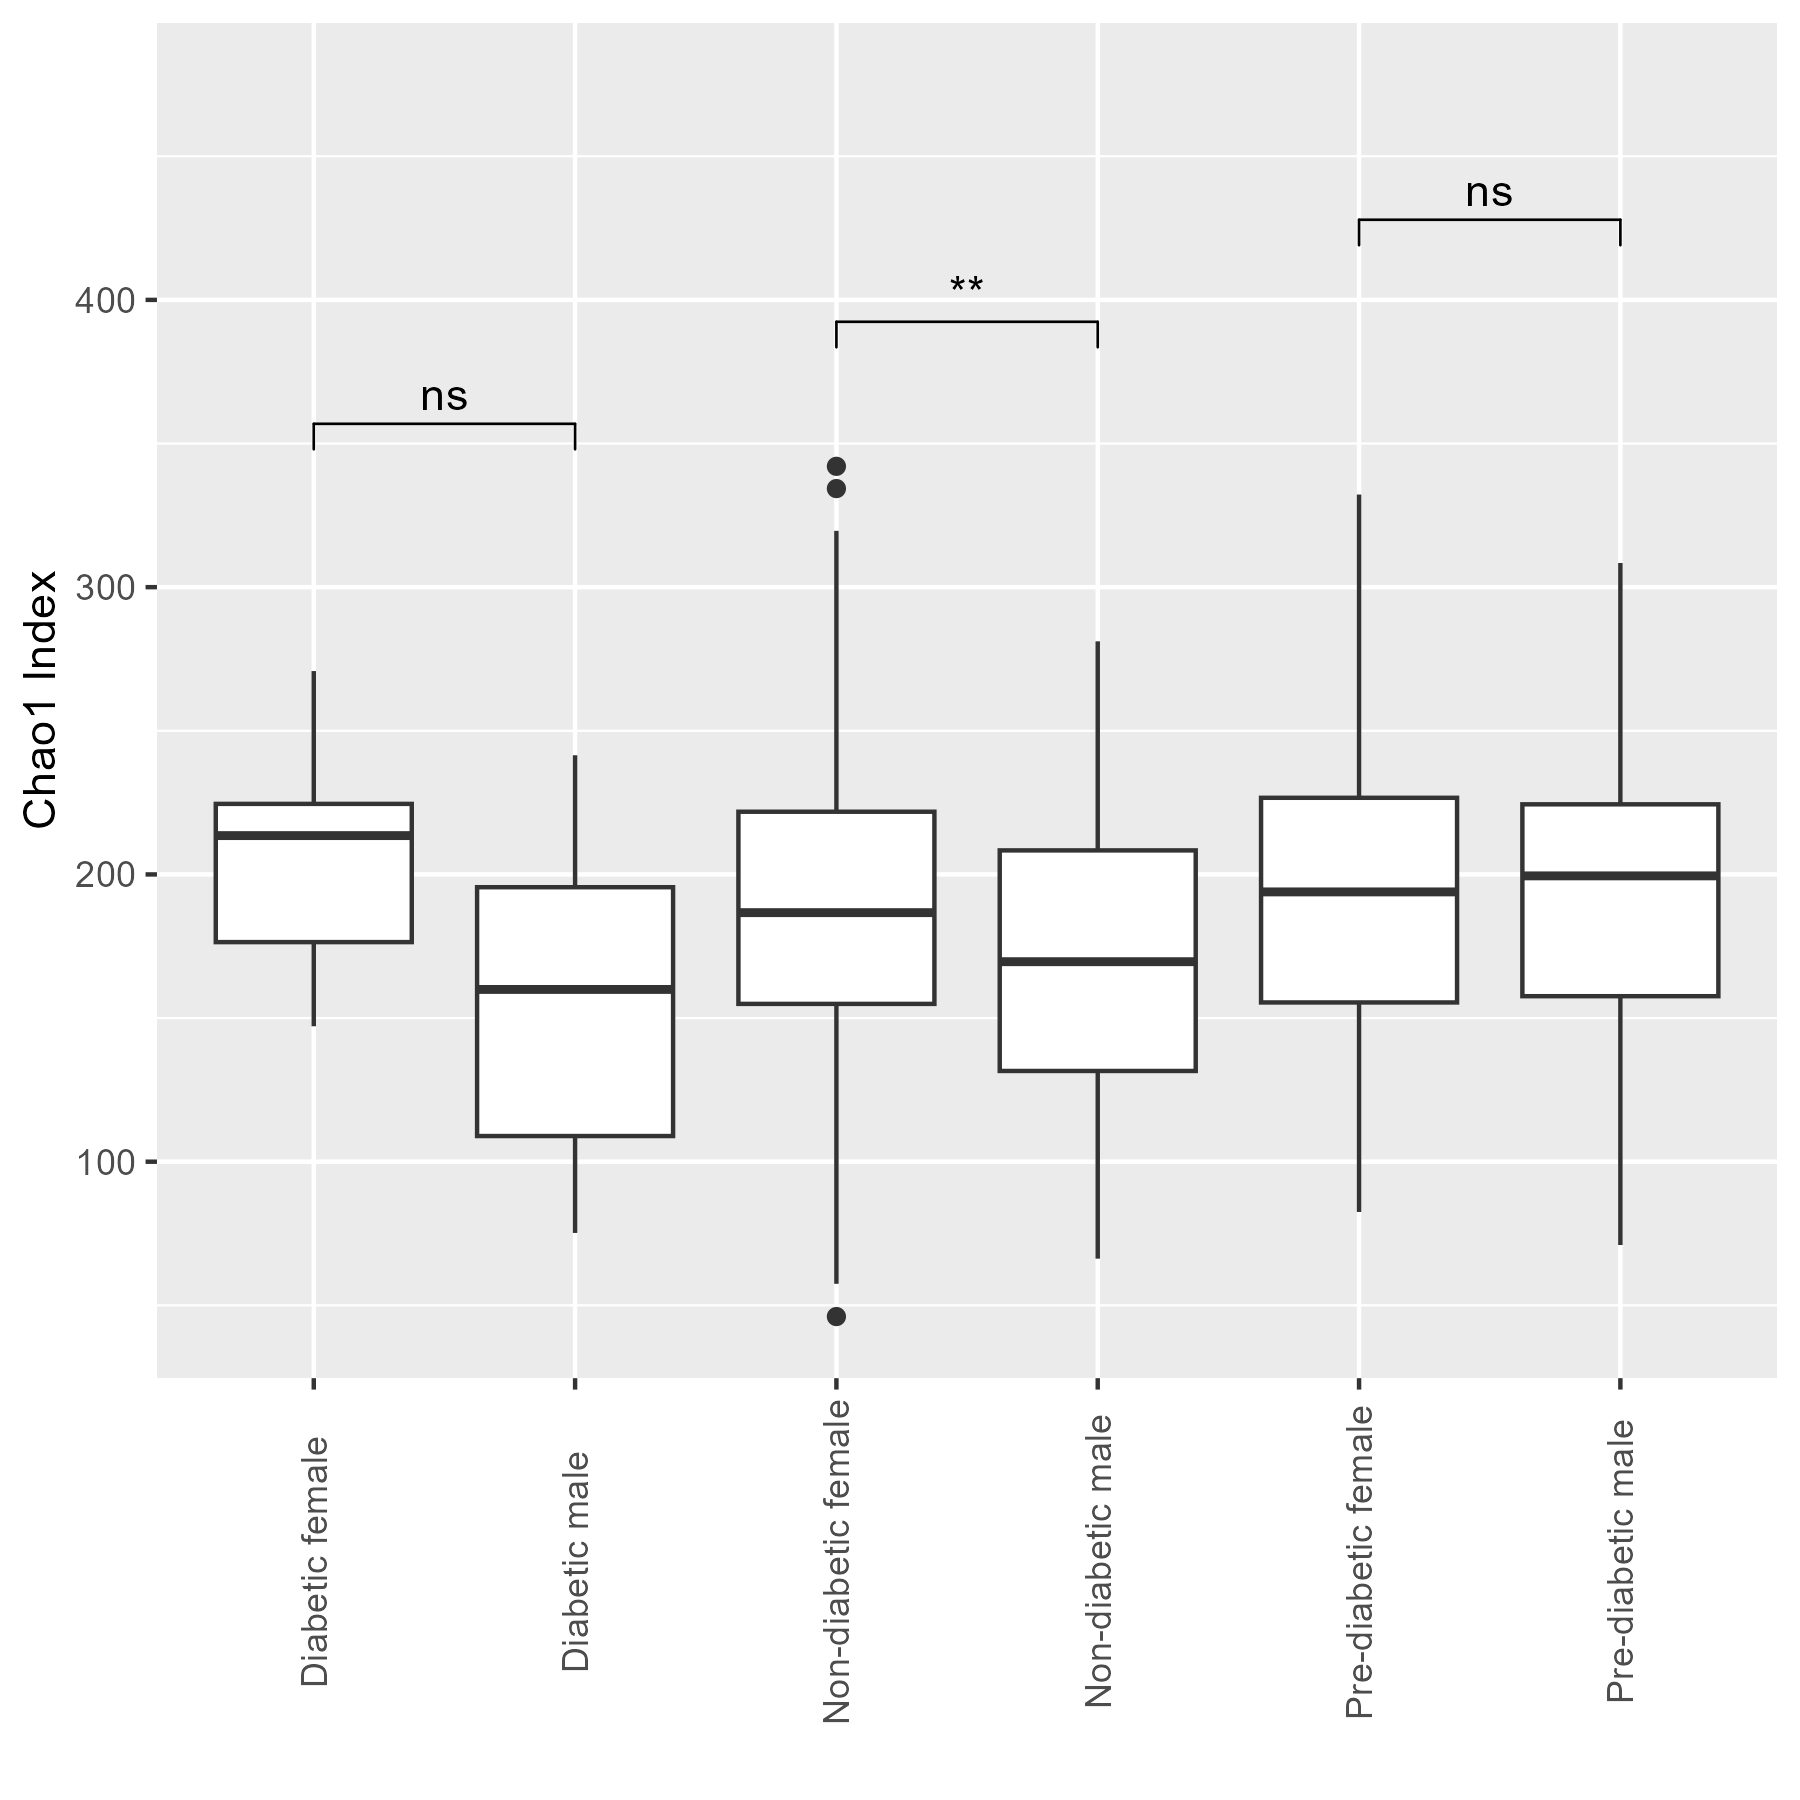 Chao1 Index
400
300
200
100
ns
**
ns
Diabetic female
Diabetic male
Non-diabetic female
Non-diabetic male
Pre-diabetic female
Pre-diabetic male